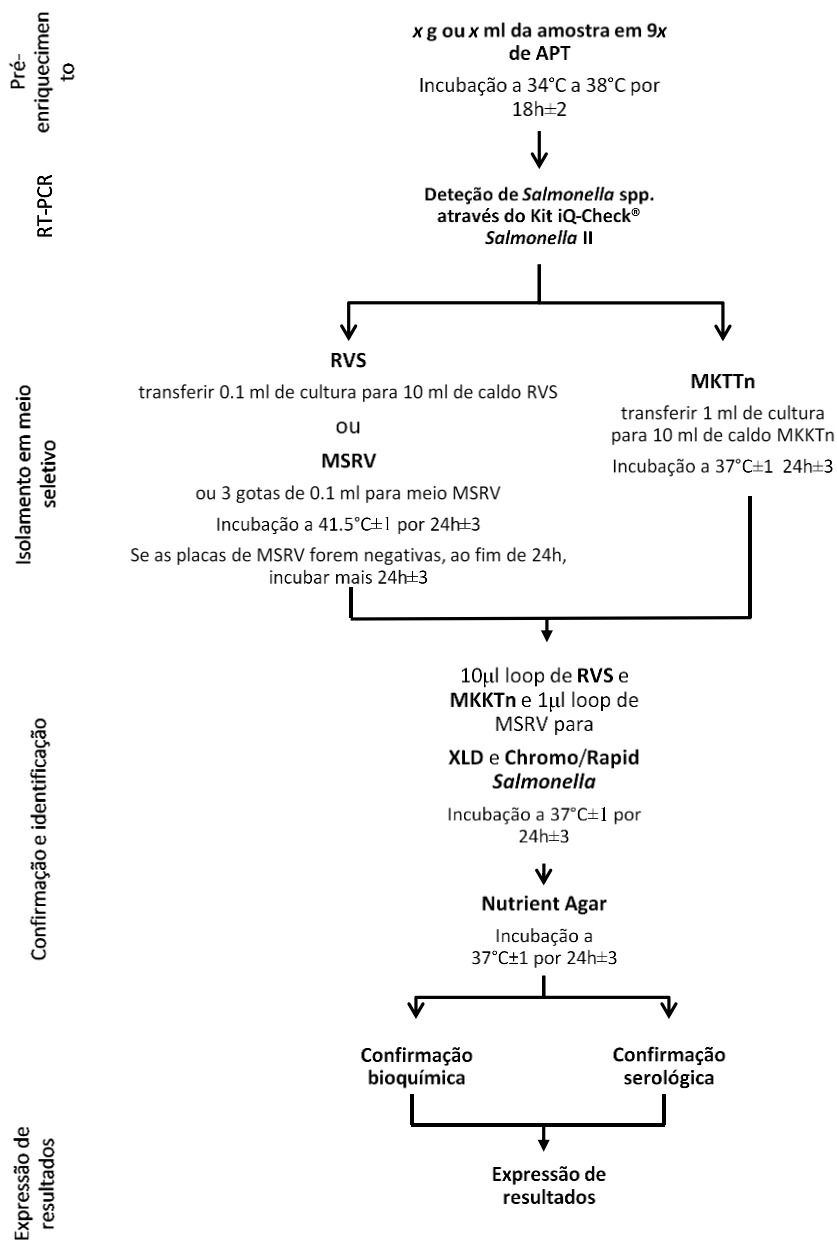 Pré-
enriquecimen
to
x g ou x ml da amostra em 9x
de APT
Incubação a 34°C a 38°C por
18h±2
RT-PCR
Deteção de Salmonella spp.
através do Kit iQ-Check®
Salmonella II
Isolamento em meio
seletivo
RVS
transferir 0.1 ml de cultura para 10 ml de caldo RVS
ou
MSRV
ou 3 gotas de 0.1 ml para meio MSRV
Incubação a 41.5°C±1 por 24h±3
Se as placas de MSRV forem negativas, ao fim de 24h,
incubar mais 24h±3
MKTTn
transferir 1 ml de cultura
para 10 ml de caldo MKKTn
Incubação a 37°C±1 24h±3
Confirmação e identificação
10µl loop de RVS e
MKKTn e 1µl loop de
MSRV para
XLD e Chromo/Rapid
Salmonella
Incubação a 37°C±1 por
24h±3
Nutrient Agar
Incubação a
37°C±1 por 24h±3
Confirmação
bioquímica
Confirmação
serológica
Expressão de
resultados
Expressão de
resultados